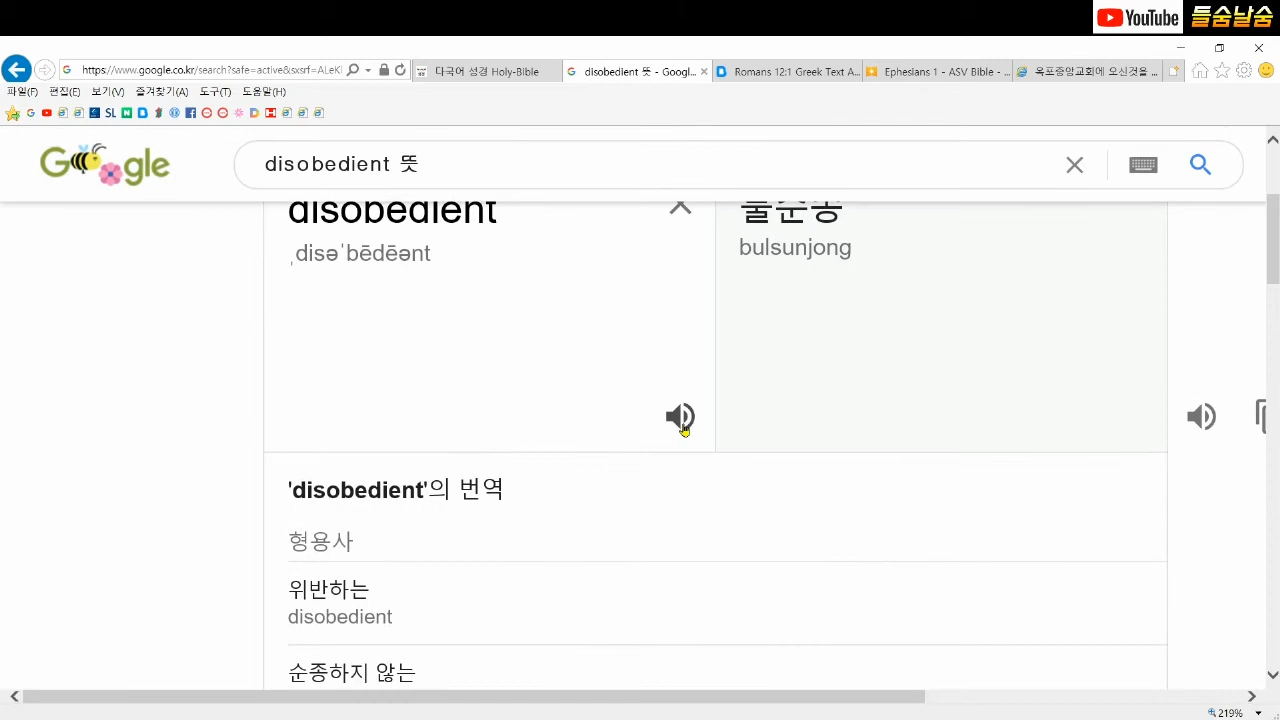 YouTube 들숨날숨
https://www.google.co.kr/search?safe=active&sxsrf=ALeK
다국어 성경 Holy-Bible
disobedient 뜻 - Googl...
Romans 12:1 Greek Text A...
Ephesians 1 - ASV Bible - ...
옥포중앙교회에 오신것을 ...
파일(F) 편집(E) 보기(V) 즐겨찾기(A) 도구(T) 도움말(H)
Google
disobedient 뜻
disobedient
불순종
ˌdisəˈbēdēənt
bulsunjong
'disobedient'의 번역
형용사
위반하는
disobedient
순종하지 않는
219%